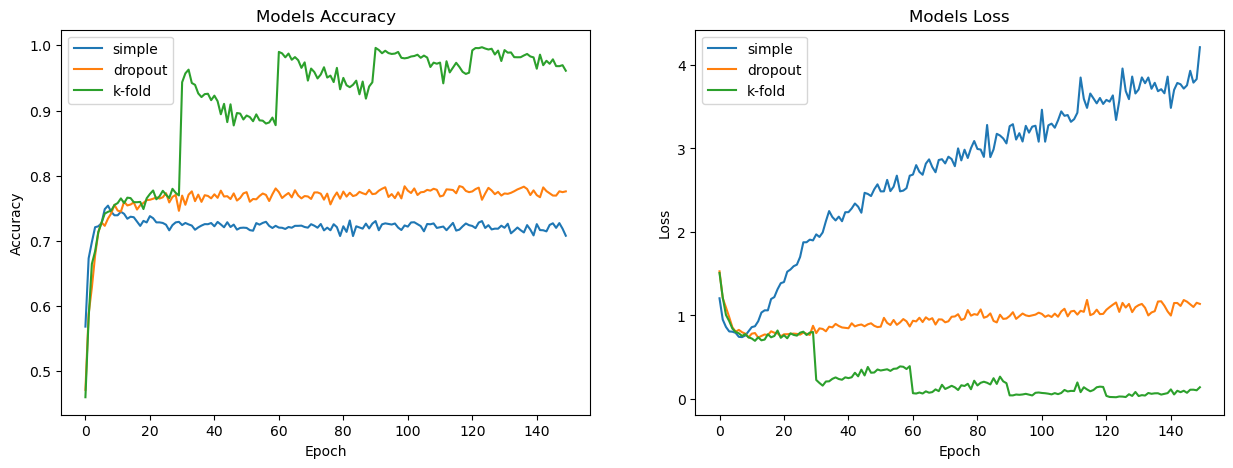 Models Accuracy
simple
dropout
k-fold
1.0
0.9
0.8
0.7
0.6
0.5
Accuracy
0 20 40 60 80 100 120 140
Epoch
Models Loss
simple
dropout
k-fold
4
3
2
1
0
Loss
0 20 40 60 80 100 120 140
Epoch